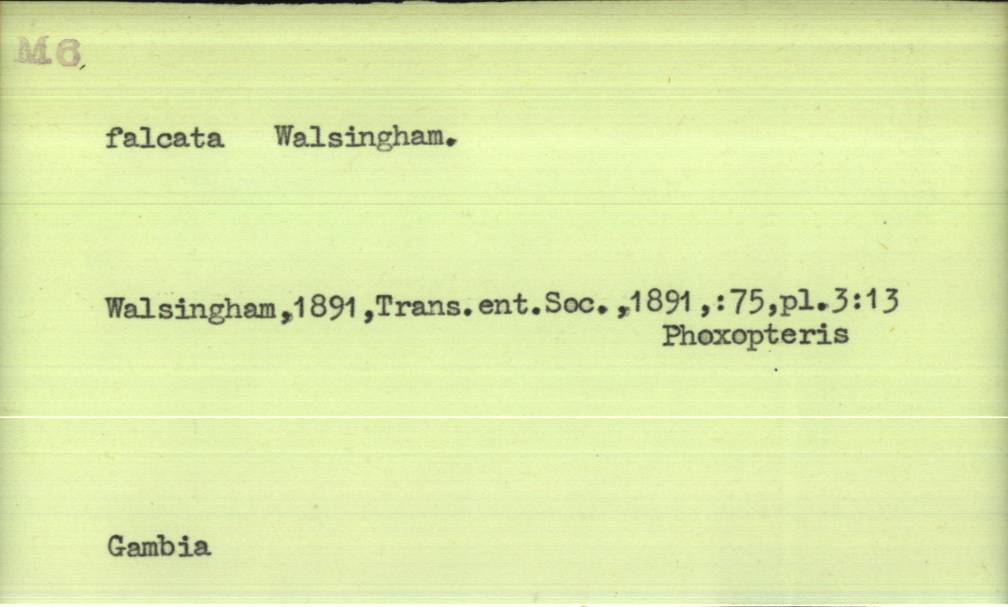 M6
falcata Walsingham.
Walsingham,1891,Trans.ent.Soc.,1891,:75,pl.3:13
Phoxopteris
Gambia